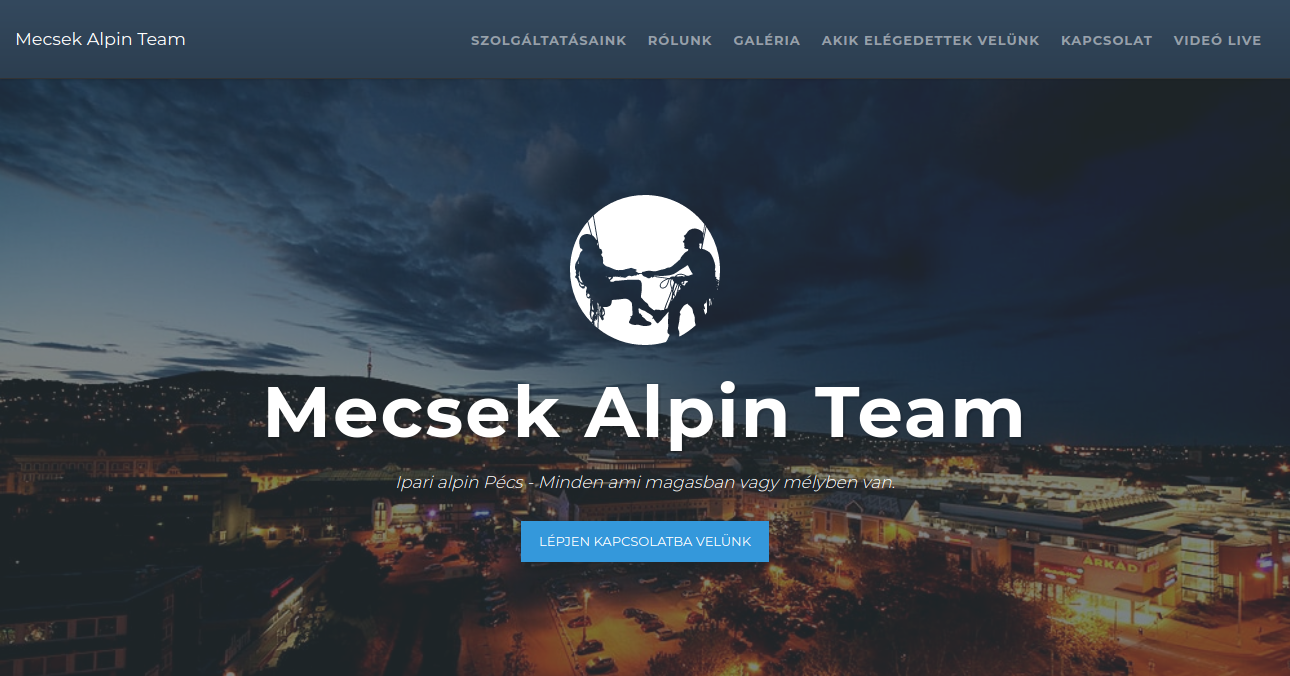 Mecsek Alpin Team
SZOLGÁLTATÁSAINK RÓLUNK GALÉRIA AKIK ELÉGEDETTEK VELÜNK KAPCSOLAT VIDEÓ LIVE
Mecsek Alpin Team
Ipari alpin Pécs - Minden ami magasban vagy mélyben van.
LÉPJEN KAPCSOLATBA VELÜNK
ÁRKÁD